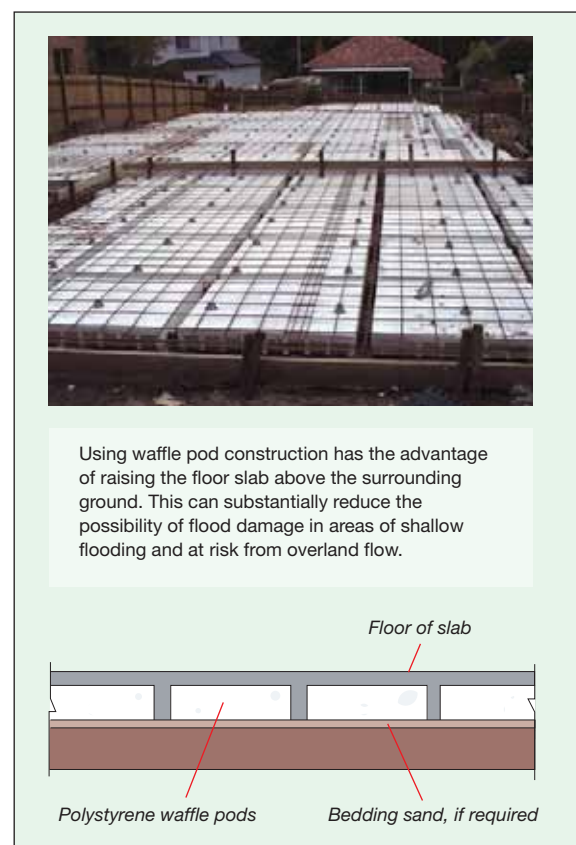 Using waffle pod construction has the advantage
of raising the floor slab above the surrounding
ground. This can substantially reduce the
possibility of flood damage in areas of shallow
flooding and at risk from overland flow.
Floor of slab
Polystyrene waffle pods
Bedding sand, if required